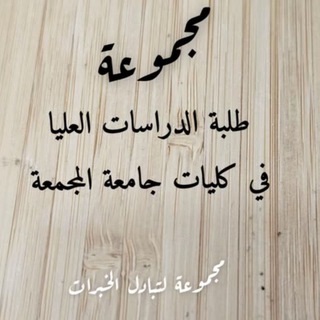 مجموعة
طلبة الدراسات العليا
في كليات جامعة المجمعة
مجموعة لتبادل الخبرات